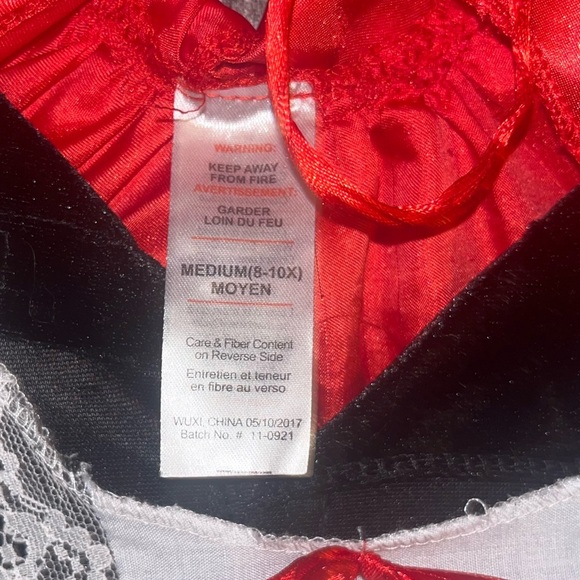 WARNING:
KEEP AWAY
FROM FIRE
AVERTISSEMENT:
GARDER
LOIN DU FEU
MEDIUM(8-10X)
MOYEN
Care & Fiber Content
on Reverse Side
Entretien et teneur
en fibre au verso
WUXI, CHINA 05/10/2017
Batch No. # 11-0921